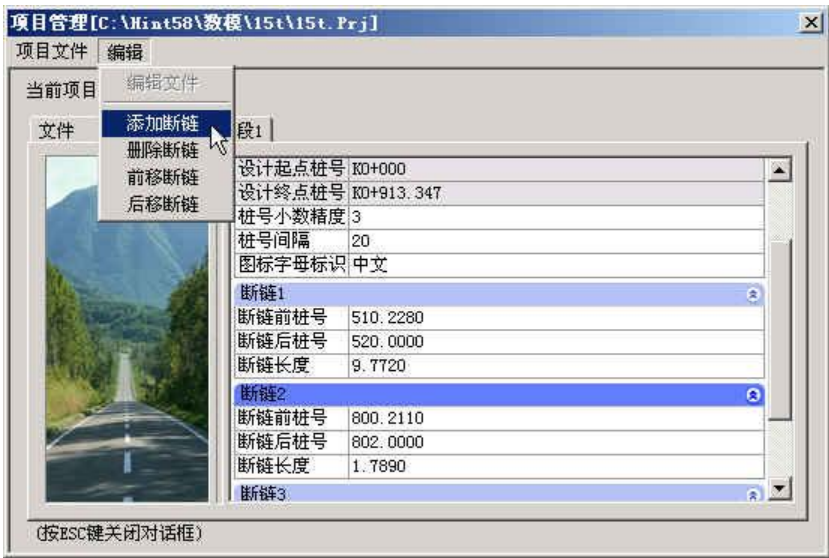 项目管理[C:\Hint58\数模\15t\15t.Prj]
项目文件 编辑
当前项目
编辑文件
添加断链
删除断链
前移断链
后移断链
文件
段1
设计起点桩号 K0+000
设计终点桩号 K0+913.347
桩号小数精度 3
桩号间隔 20
图标字母标识 中文
断链1
断链前桩号 510.2280
断链后桩号 520.0000
断链长度 9.7720
断链2
断链前桩号 800.2110
断链后桩号 802.0000
断链长度 1.7890
断链3
(按ESC键关闭对话框)